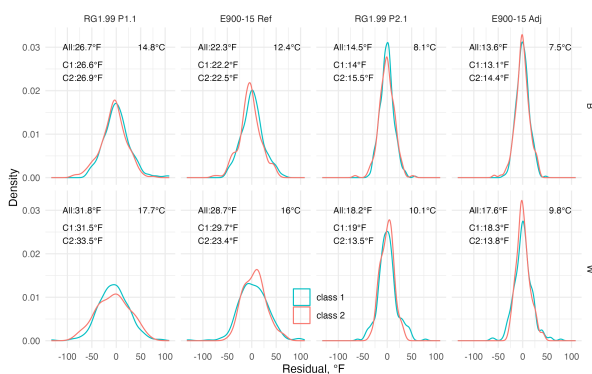 RG1.99 P1.1 E900-15 Ref RG1.99 P2.1 E900-15 Adj
0.03 All:26.7°F 14.8°C All:22.3°F 12.4°C All:14.5°F 8.1°C All:13.6°F 7.5°C
C1:26.6°F C1:22.2°F C1:14°F C1:13.1°F
C2:26.9°F C2:22.5°F C2:15.5°F C2:14.4°F
0.02
0.01
0.00
Density
0.03 All:31.8°F 17.7°C All:28.7°F 16°C All:18.2°F 10.1°C All:17.6°F 9.8°C
C1:31.5°F C1:29.7°F C1:19°F C1:18.3°F
C2:33.5°F C2:23.4°F C2:13.5°F C2:13.8°F
0.02
0.01
0.00
class 1
class 2
-100 -50 0 50 100 -100 -50 0 50 100 -100 -50 0 50 100 -100 -50 0 50 100
Residual, °F